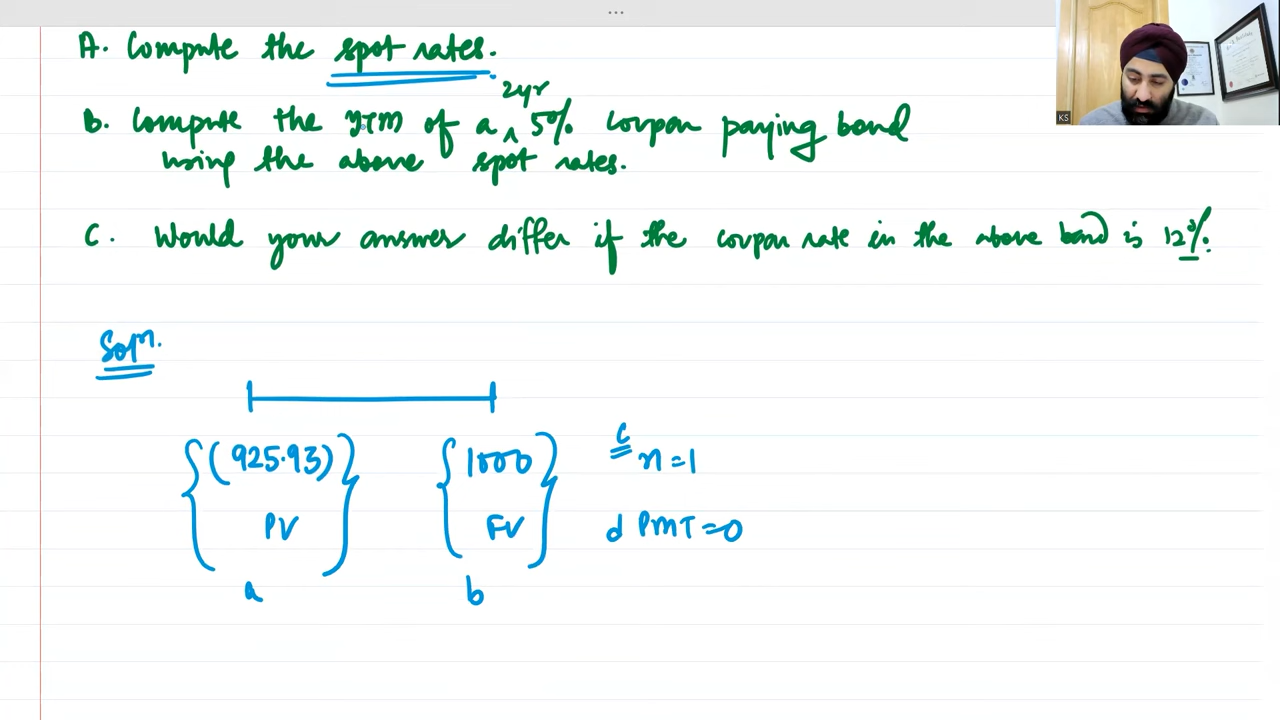 A. Compute the spot rates.
2yr
B. Compute the YTM of a ^ 5% coupon paying bond
using the above spot rates.
C. Would your answer differ if the coupon rate in the above bond is 12%.
Soln.
(925.93) 1000 c n=1
PV FV d PMT=0
a b
KS